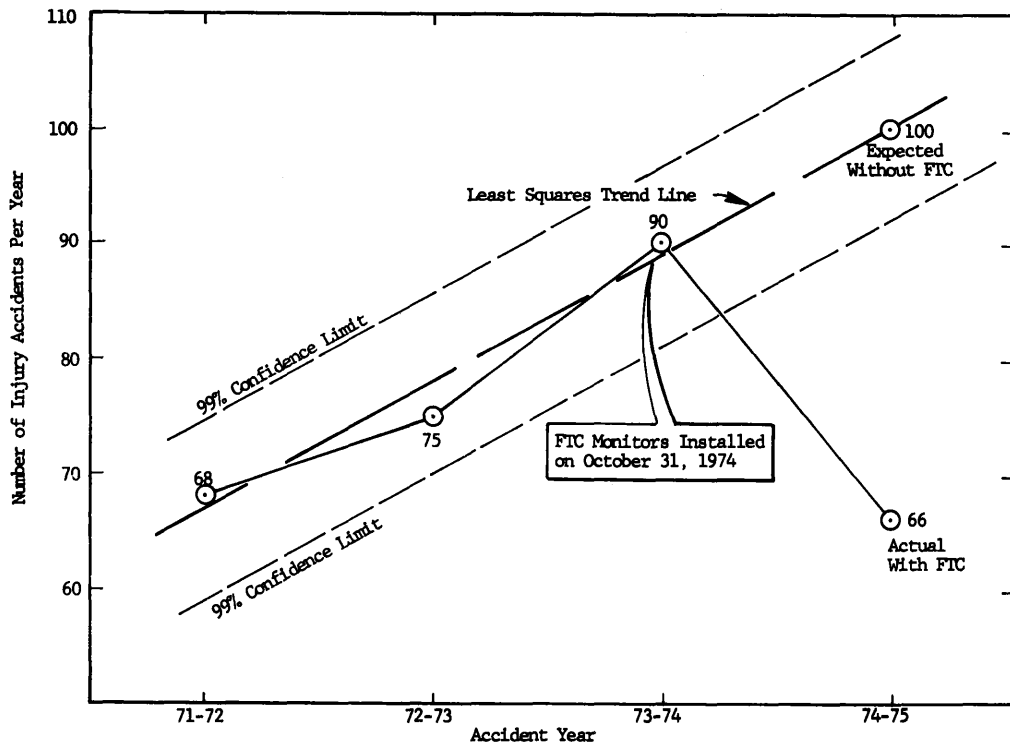 Number of Injury Accidents Per Year
110
100
90
80
70
60
100
Expected
Without FTC
Least Squares Trend Line
90
99% Confidence Limit
FTC Monitors Installed
on October 31, 1974
75
68
99% Confidence Limit
66
Actual
With FTC
71-72
72-73
73-74
74-75
Accident Year